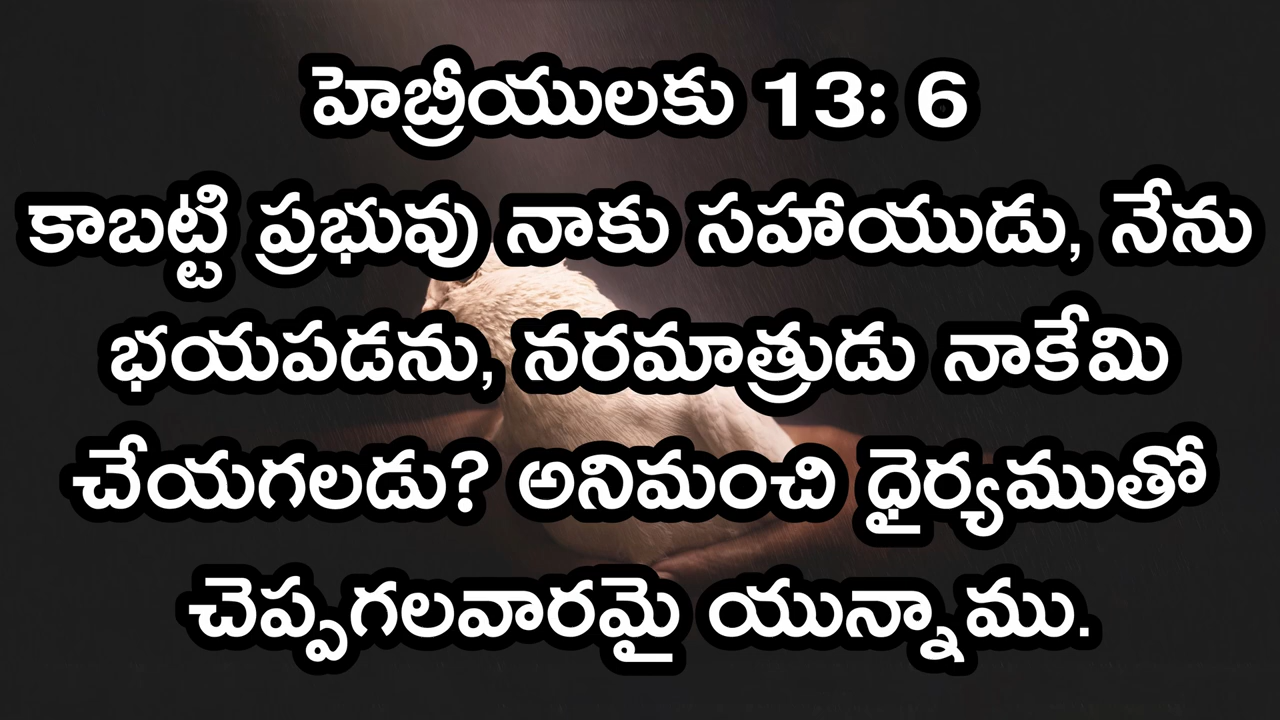 హెబ్రీయులకు 13: 6
కాబట్టి ప్రభువు నాకు సహాయుడు, నేను
భయపడను, నరమాత్రుడు నాకేమి
చేయగలడు? అనిమంచి ధైర్యముతో
చెప్పగలవారమై యున్నాము.